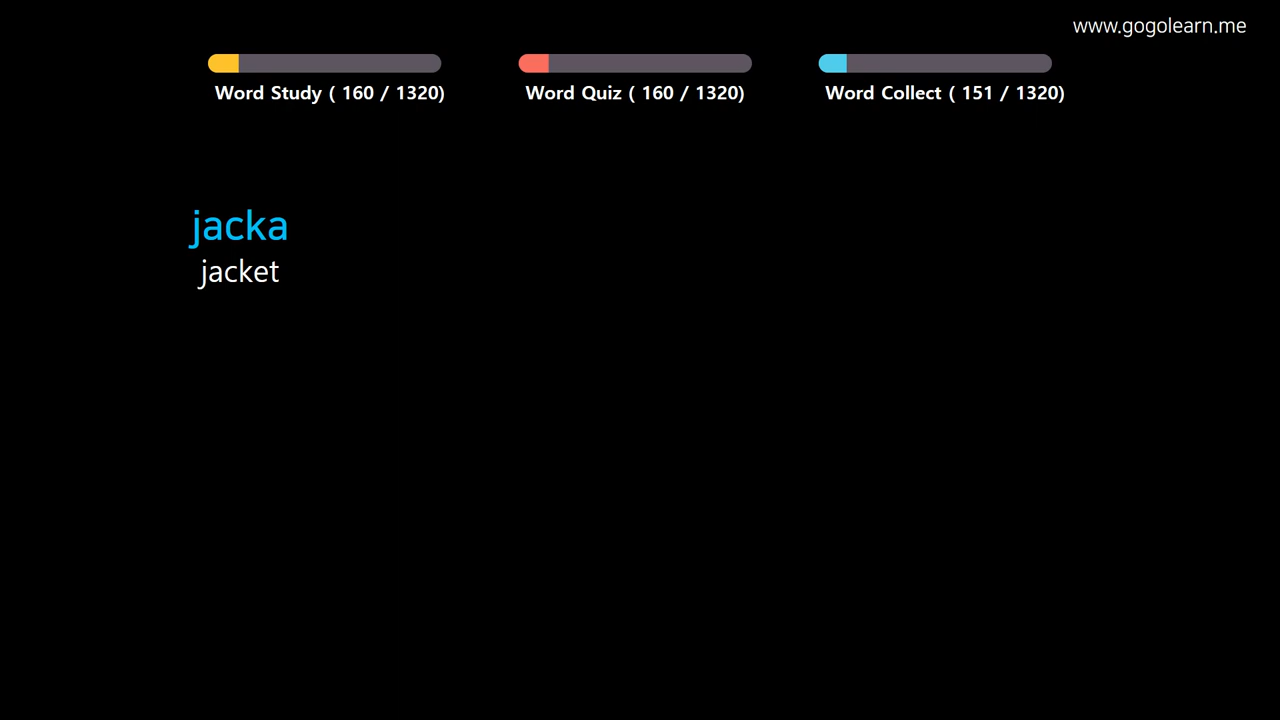 www.gogolearn.me
Word Study ( 160 / 1320)
Word Quiz ( 160 / 1320)
Word Collect ( 151 / 1320)
jacka
jacket